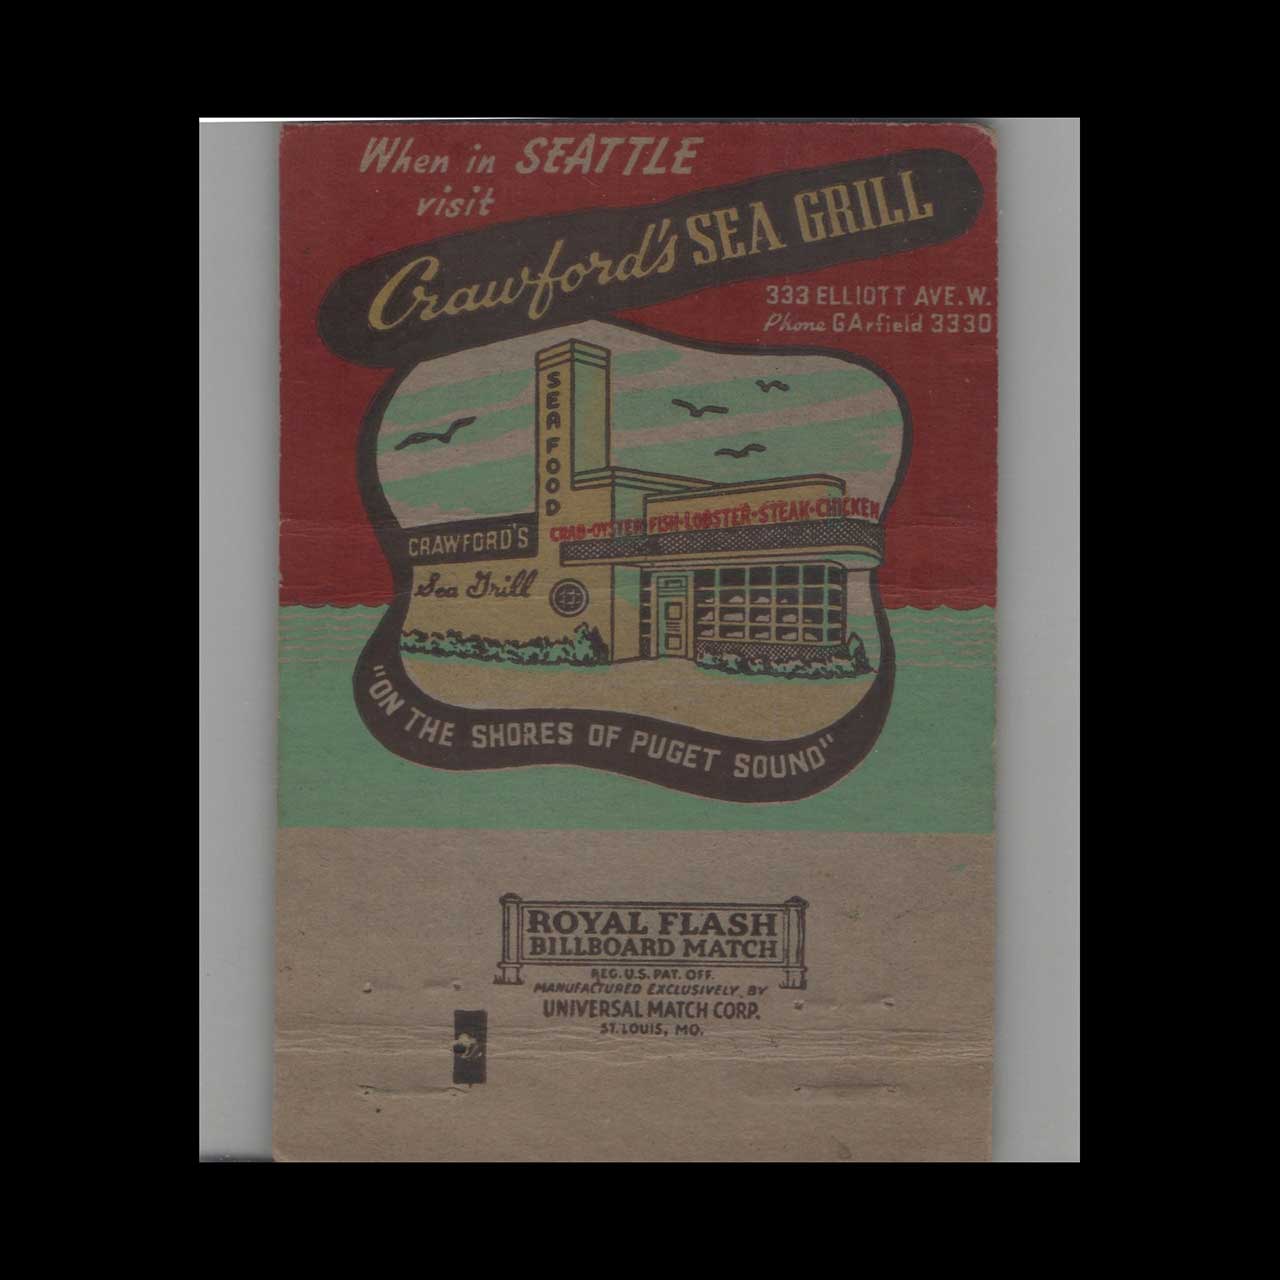 When in SEATTLE
visit
Crawford's SEA GRILL
333 ELLIOTT AVE. W.
Phone GArfield 3330
SEA FOOD
CRAB-OYSTER FISH-LOBSTER-STEAK-CHICKEN
CRAWFORD'S
Sea Grill
"ON THE SHORES OF PUGET SOUND"
ROYAL FLASH
BILLBOARD MATCH
REG. U.S. PAT. OFF.
MANUFACTURED EXCLUSIVELY BY
UNIVERSAL MATCH CORP.
ST. LOUIS, MO.